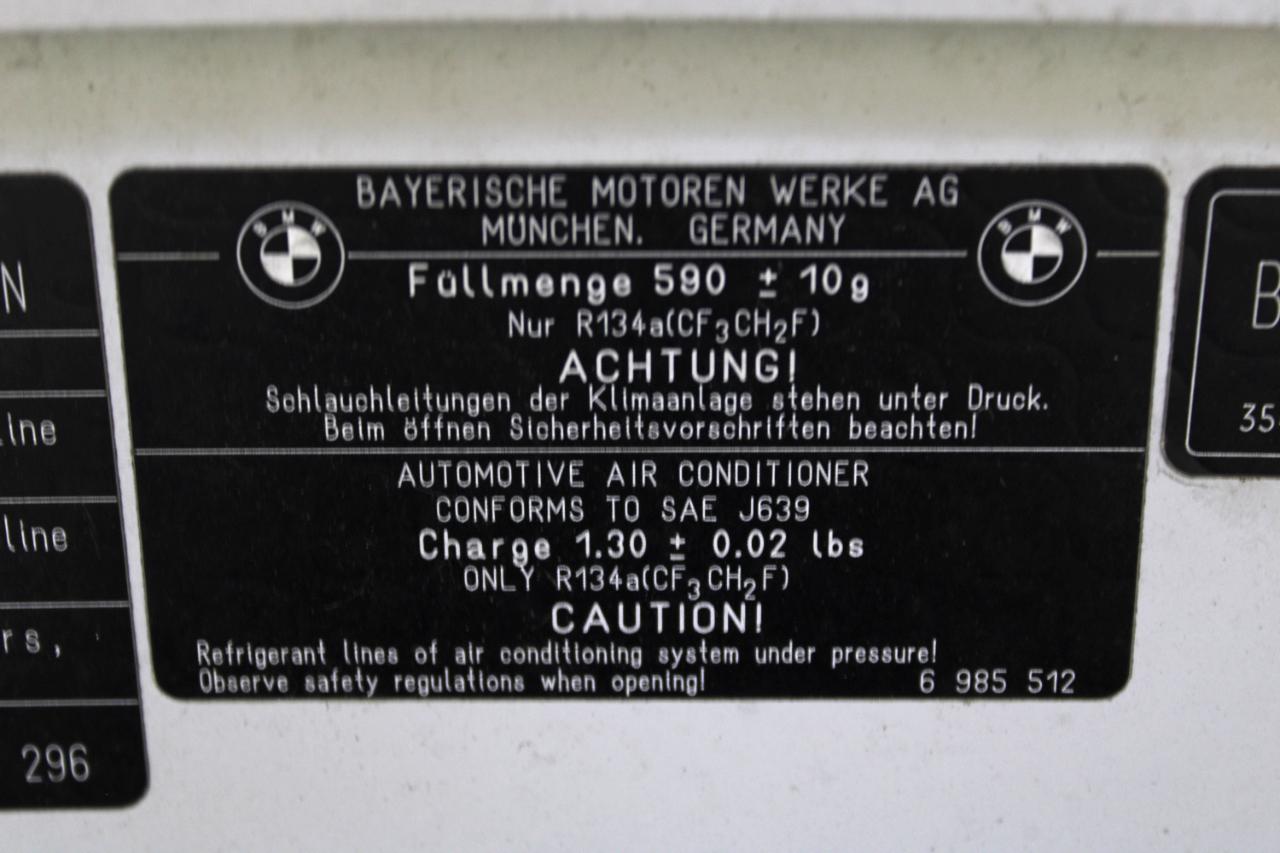 BAYERISCHE MOTOREN WERKE AG
MÜNCHEN. GERMANY
BMW
BMW
Füllmenge 590 ± 10g
Nur R134a(CF₃CH₂F)
ACHTUNG!
Schlauchleitungen der Klimaanlage stehen unter Druck.
Beim öffnen Sicherheitsvorschriften beachten!
AUTOMOTIVE AIR CONDITIONER
CONFORMS TO SAE J639
Charge 1.30 ± 0.02 lbs
ONLY R134a(CF₃CH₂F)
CAUTION!
Refrigerant lines of air conditioning system under pressure!
Observe safety regulations when opening!
6 985 512
N
line
rs,
296
B
35